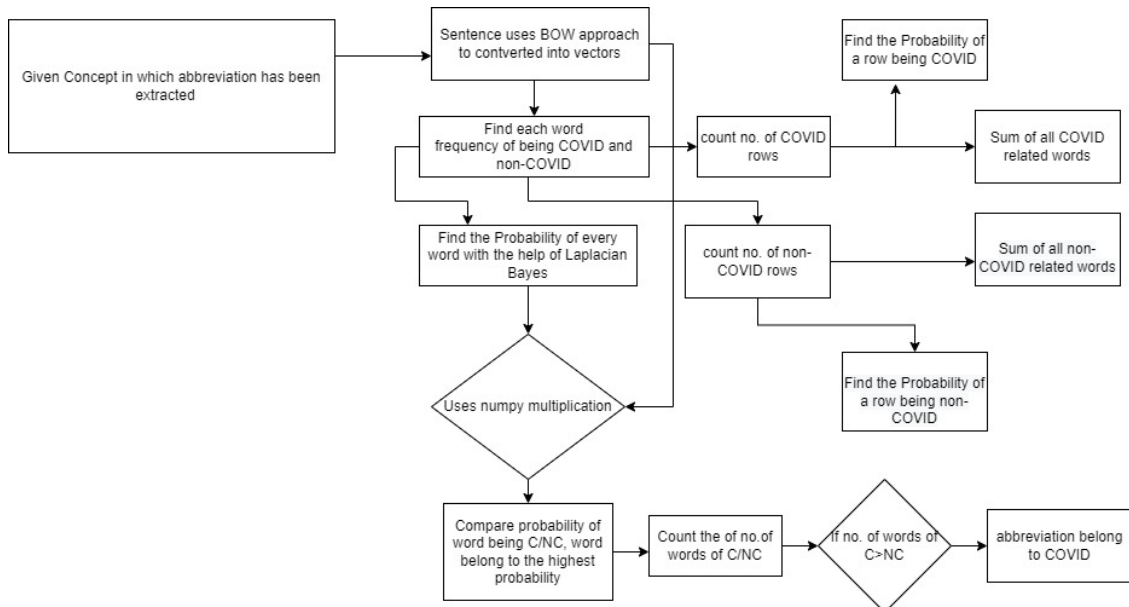 Given Concept in which abbreviation has been
extracted
Sentence uses BOW approach
to contverted into vectors
Find the Probability of
a row being COVID
Find each word
frequency of being COVID and
non-COVID
count no. of COVID
rows
Sum of all COVID
related words
Find the Probability of every
word with the help of Laplacian
Bayes
count no. of non-
COVID rows
Sum of all non-
COVID related words
Uses numpy multiplication
Find the Probability of
a row being non-
COVID
Compare probability of
word being C/NC, word
belong to the highest
probability
Count the of no.of
words of C/NC
If no. of words of
C>NC
abbreviation belong
to COVID